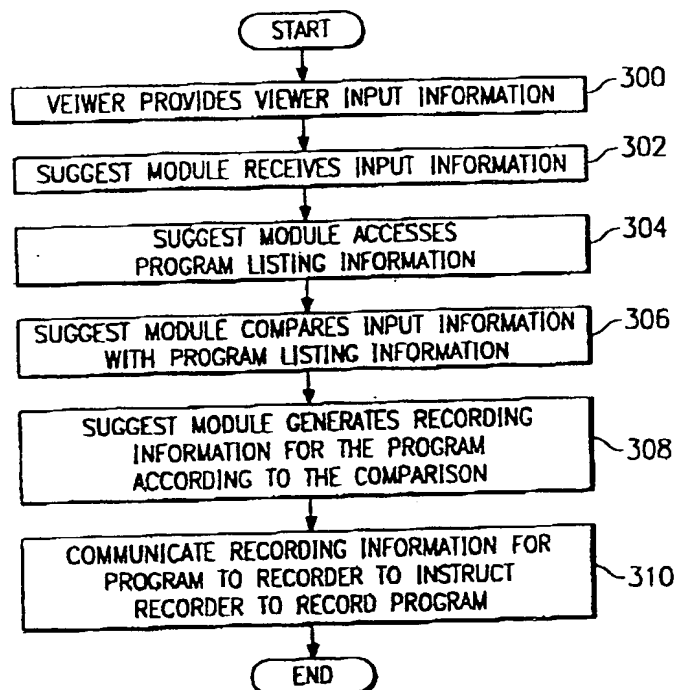 START
VEIWER PROVIDES VIEWER INPUT INFORMATION
300
SUGGEST MODULE RECEIVES INPUT INFORMATION
302
SUGGEST MODULE ACCESSES
PROGRAM LISTING INFORMATION
304
SUGGEST MODULE COMPARES INPUT INFORMATION
WITH PROGRAM LISTING INFORMATION
306
SUGGEST MODULE GENERATES RECORDING
INFORMATION FOR THE PROGRAM
ACCORDING TO THE COMPARISON
308
COMMUNICATE RECORDING INFORMATION FOR
PROGRAM TO RECORDER TO INSTRUCT
RECORDER TO RECORD PROGRAM
310
END